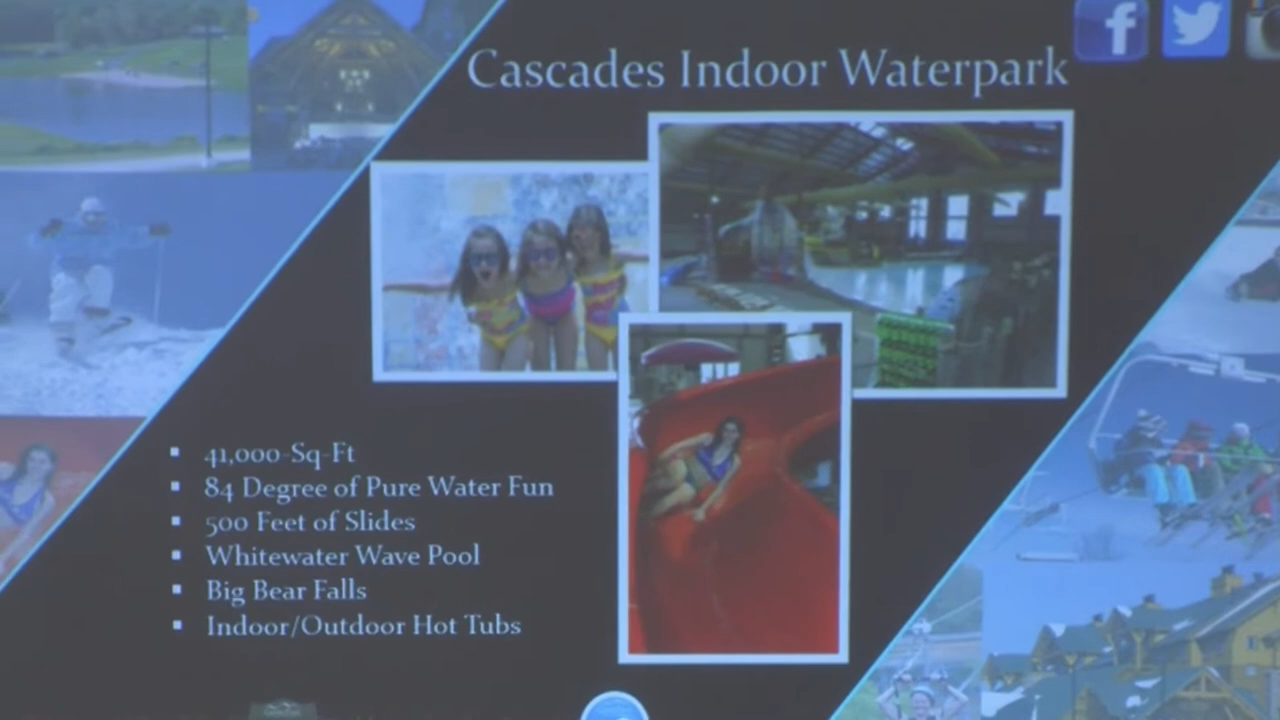 Cascades Indoor Waterpark
41,000-Sq-Ft
84 Degree of Pure Water Fun
500 Feet of Slides
Whitewater Wave Pool
Big Bear Falls
Indoor/Outdoor Hot Tubs